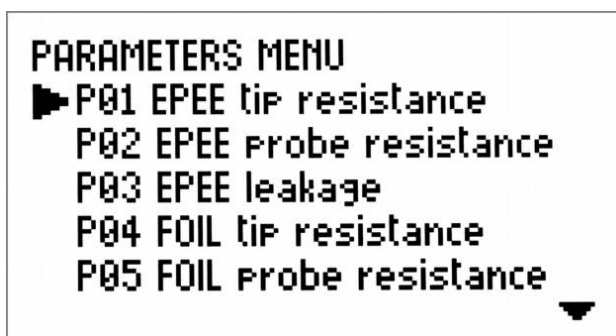 PARAMETERS MENU
P01 EPEE tip resistance
P02 EPEE probe resistance
P03 EPEE leakage
P04 FOIL tip resistance
P05 FOIL probe resistance